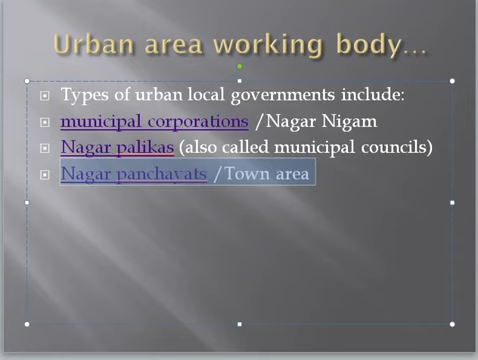 Urban area working body...
Types of urban local governments include:
municipal corporations /Nagar Nigam
Nagar palikas (also called municipal councils)
Nagar panchayats /Town area